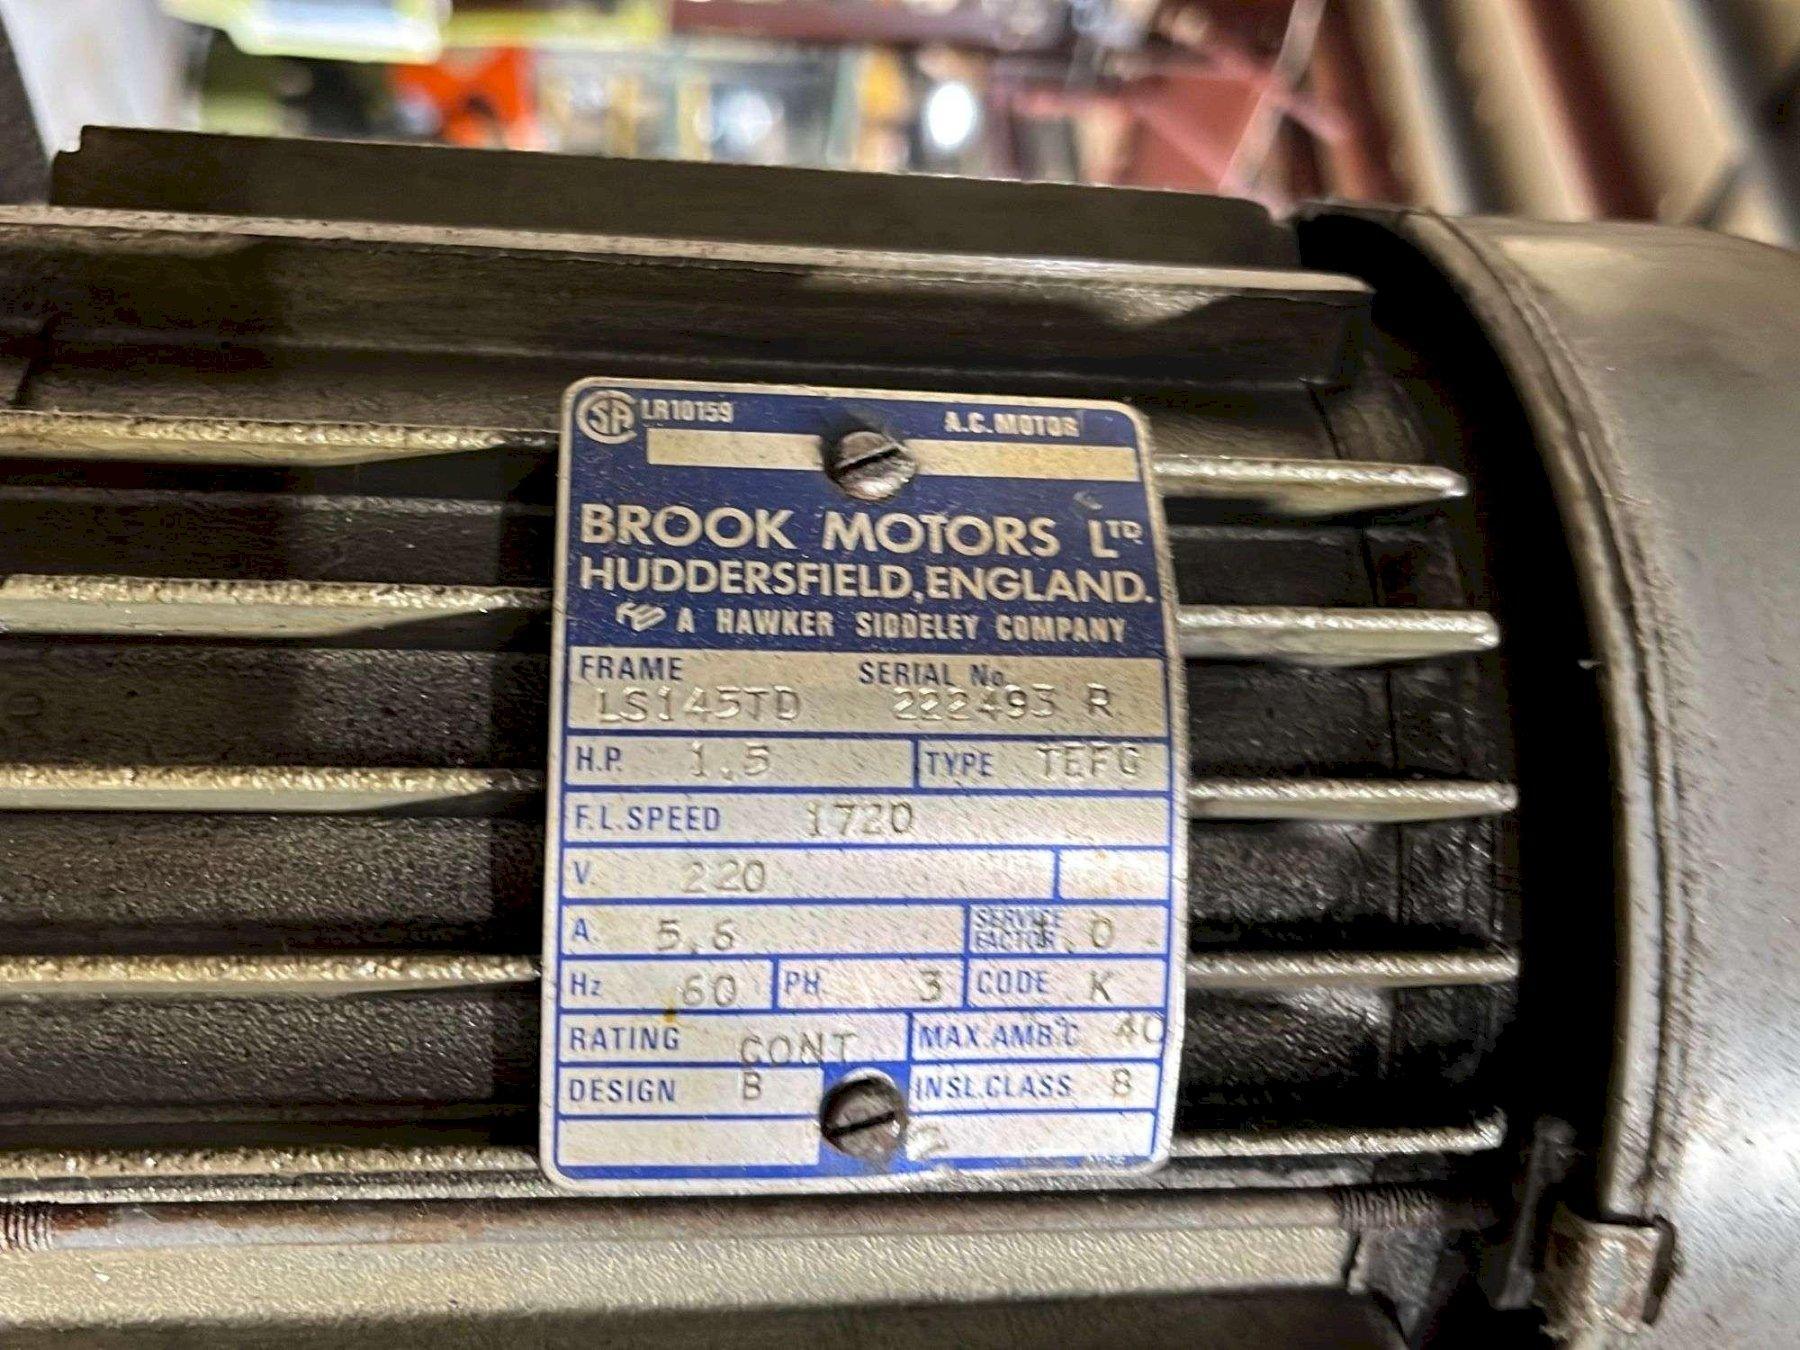 CSA LR10159 A.C. MOTOR
BROOK MOTORS LTD
HUDDERSFIELD, ENGLAND.
A HAWKER SIDDELEY COMPANY
FRAME SERIAL No.
LS145TD 222493 R
H.P. 1.5 TYPE TEFC
F.L. SPEED 1720
V. 220
A. 5.6 SERVICE FACTOR 1.0
Hz 60 PH. 3 CODE K
RATING CONT MAX. AMB.°C 40
DESIGN B INSL. CLASS B
2